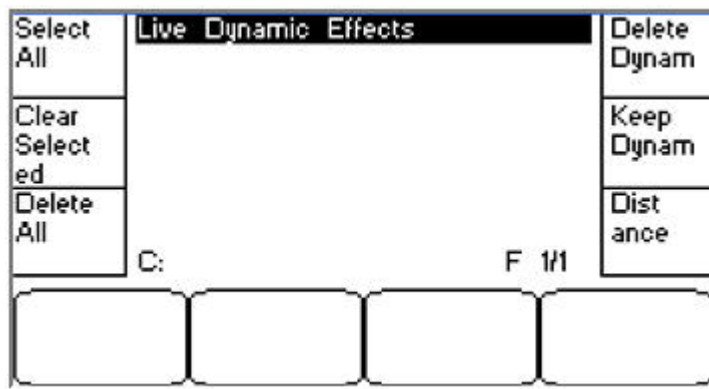 Select
All
Live Dynamic Effects
Delete
Dynam
Clear
Select
ed
Keep
Dynam
Delete
All
Dist
ance
C:
F 1/1